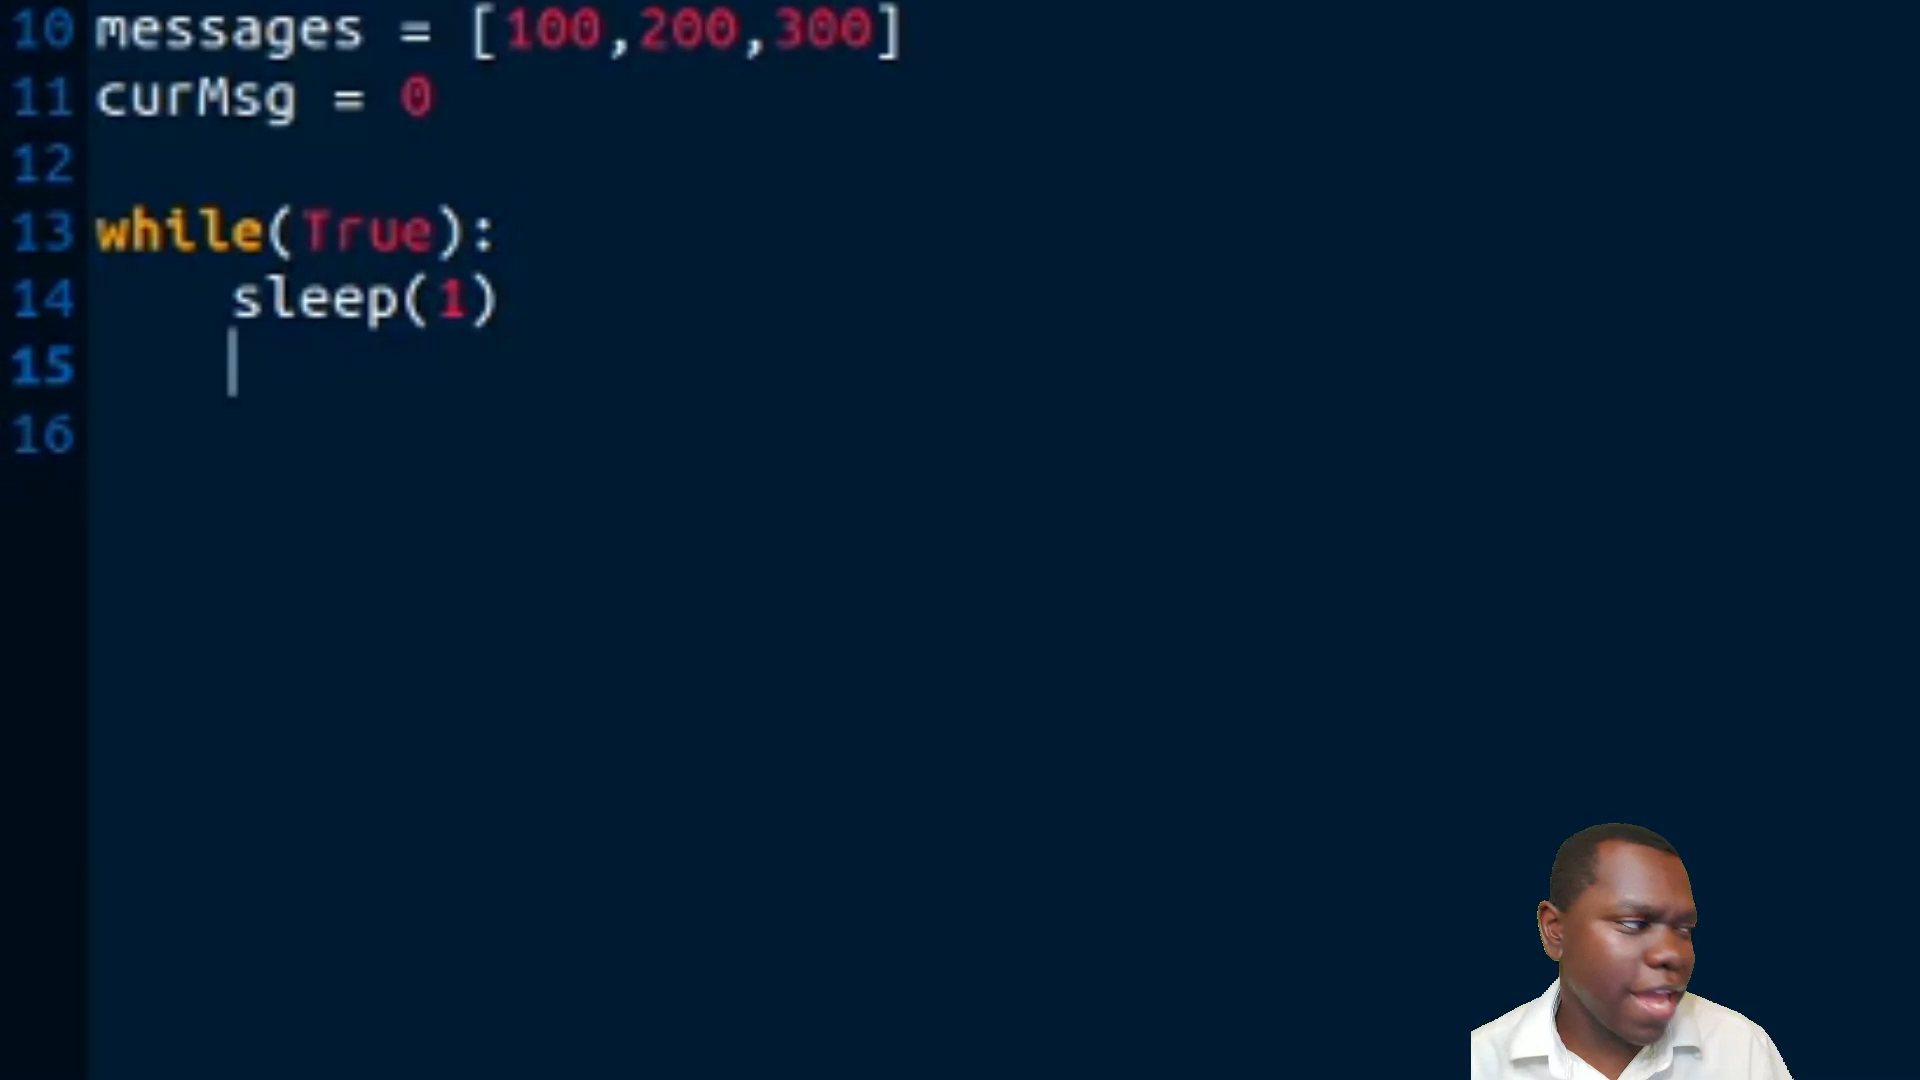 10 messages = [100,200,300]
11 curMsg = 0
12
13 while(True):
14     sleep(1)
15
16